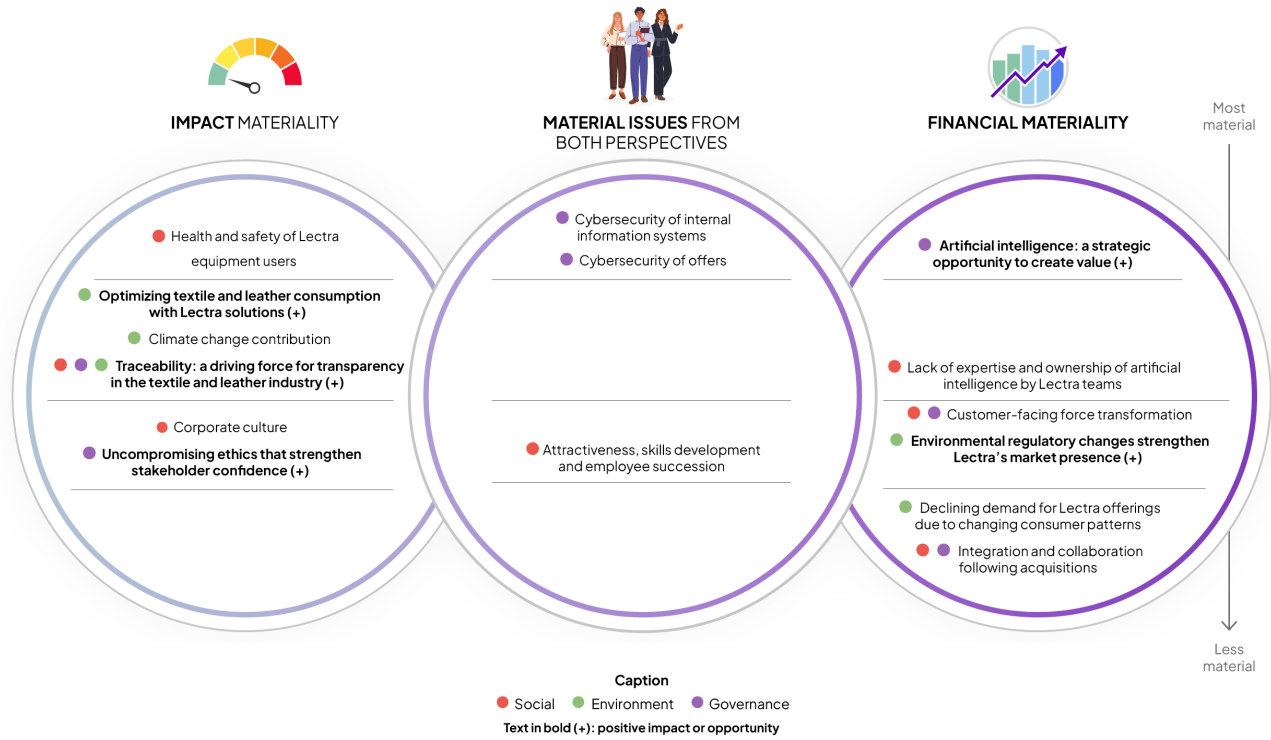 IMPACT MATERIALITY
MATERIAL ISSUES FROM
BOTH PERSPECTIVES
FINANCIAL MATERIALITY
Most
material
Health and safety of Lectra
equipment users
Optimizing textile and leather consumption
with Lectra solutions (+)
Climate change contribution
Traceability: a driving force for transparency
in the textile and leather industry (+)
Corporate culture
Uncompromising ethics that strengthen
stakeholder confidence (+)
Cybersecurity of internal
information systems
Cybersecurity of offers
Attractiveness, skills development
and employee succession
Artificial intelligence: a strategic
opportunity to create value (+)
Lack of expertise and ownership of artificial
intelligence by Lectra teams
Customer-facing force transformation
Environmental regulatory changes strengthen
Lectra's market presence (+)
Declining demand for Lectra offerings
due to changing consumer patterns
Integration and collaboration
following acquisitions
Less
material
Caption
Social Environment Governance
Text in bold (+): positive impact or opportunity